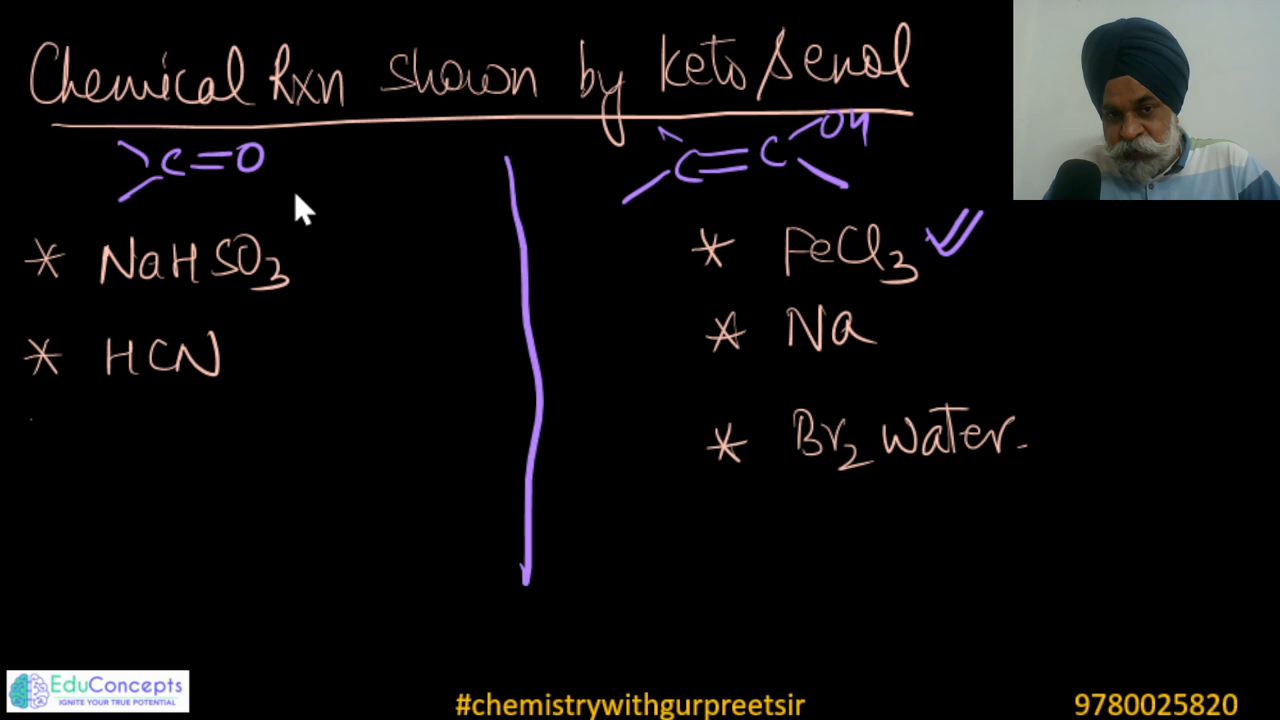 Chemical Rxn shown by keto & enol
C=O
C=C OH
* NaHSO3
* HCN
* FeCl3
* Na
* Br2 water.
EduConcepts
IGNITE YOUR TRUE POTENTIAL
#chemistrywithgurpreetsir
9780025820